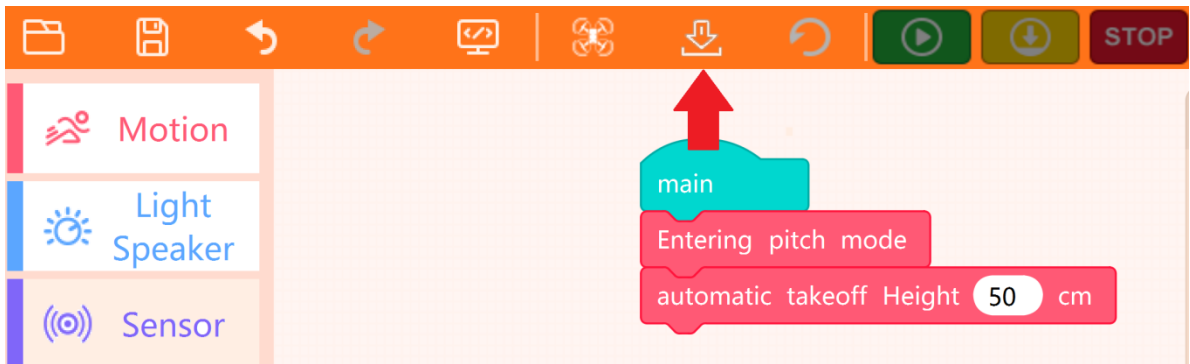 STOP
Motion
Light
Speaker
Sensor
main
Entering pitch mode
automatic takeoff Height 50 cm